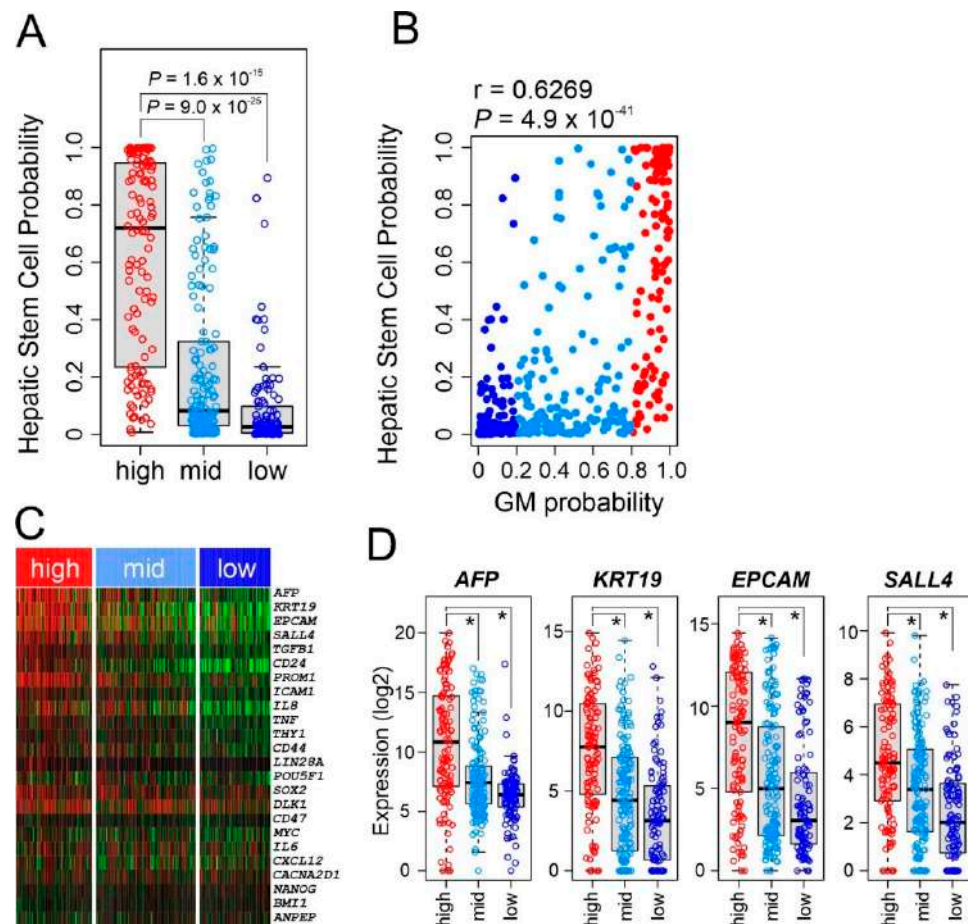 A
P = 1.6 x 10-15
P = 9.0 x 10-25
Hepatic Stem Cell Probability
1.0
0.8
0.6
0.4
0.2
0
high mid low
B
r = 0.6269
P = 4.9 x 10-41
Hepatic Stem Cell Probability
1.0
0.8
0.6
0.4
0.2
0
0 0.2 0.4 0.6 0.8 1.0
GM probability
C
high mid low
AFP
KRT19
EPCAM
SALL4
TGFB1
CD24
PROM1
ICAM1
IL8
TNF
THY1
CD44
LIN28A
POU5F1
SOX2
DLK1
CD47
MYC
IL6
CXCL12
CACNA2D1
NANOG
BMI1
ANPEP
D
Expression (log2)
AFP
* *
20
15
10
5
0
high mid low
KRT19
* *
15
10
5
0
high mid low
EPCAM
* *
15
10
5
0
high mid low
SALL4
* *
10
8
6
4
2
0
high mid low